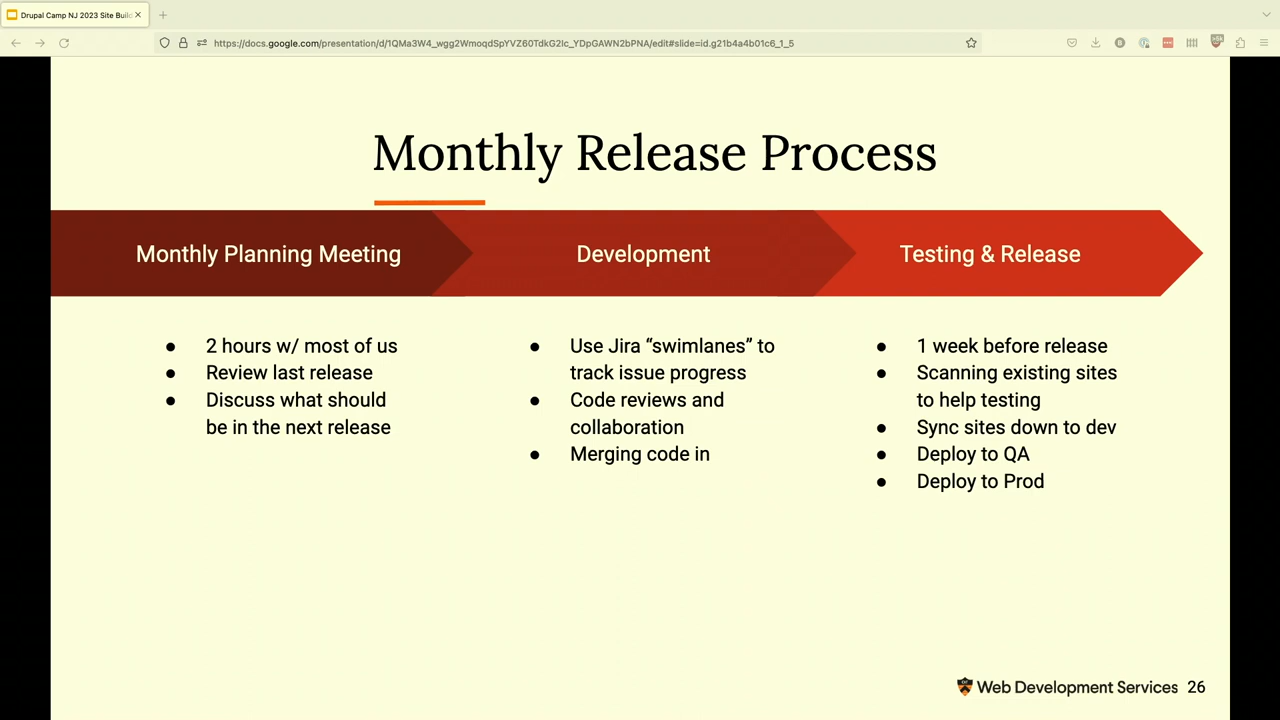 Drupal Camp NJ 2023 Site Buil
https://docs.google.com/presentation/d/1QMa3W4_wgg2WmoqdSpYVZ60TdkG2lc_YDpGAWN2bPNA/edit#slide=id.g21b4a4b01c6_1_5
Monthly Release Process
Monthly Planning Meeting
Development
Testing & Release
● 2 hours w/ most of us
● Review last release
● Discuss what should
be in the next release
● Use Jira “swimlanes” to
track issue progress
● Code reviews and
collaboration
● Merging code in
● 1 week before release
● Scanning existing sites
to help testing
● Sync sites down to dev
● Deploy to QA
● Deploy to Prod
Web Development Services 26